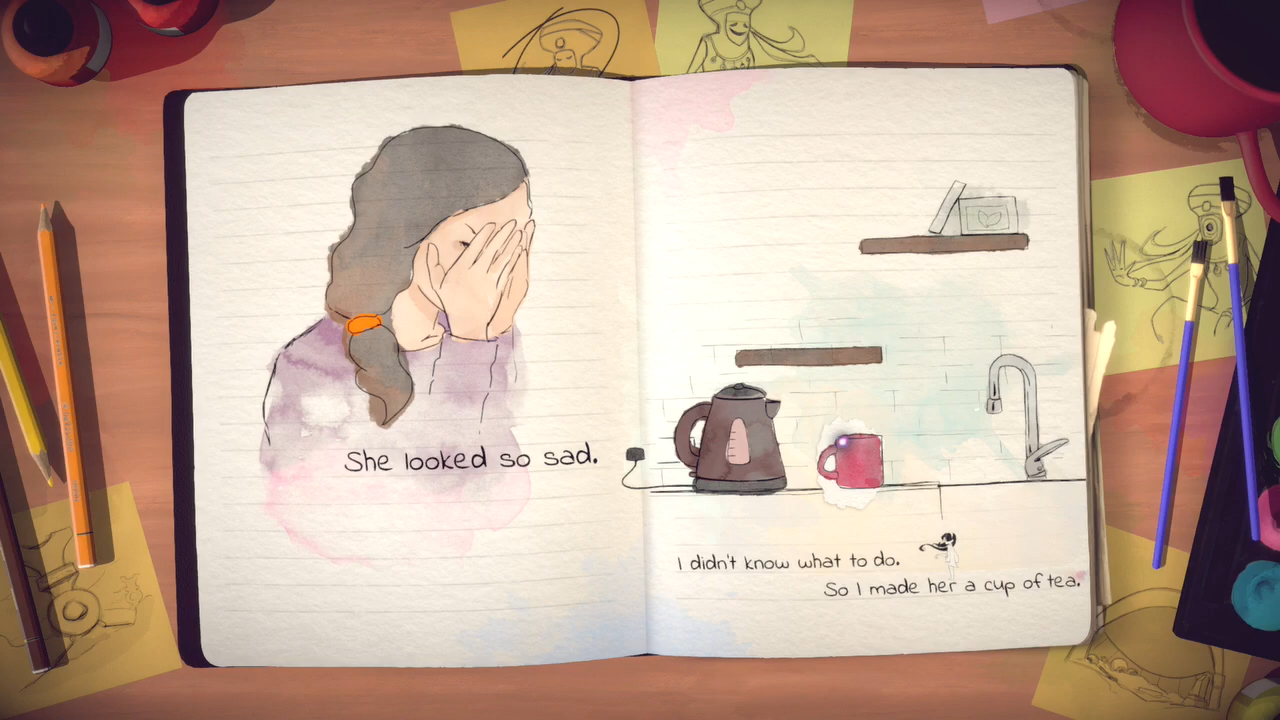 She looked so sad.
I didn't know what to do.
So I made her a cup of tea.